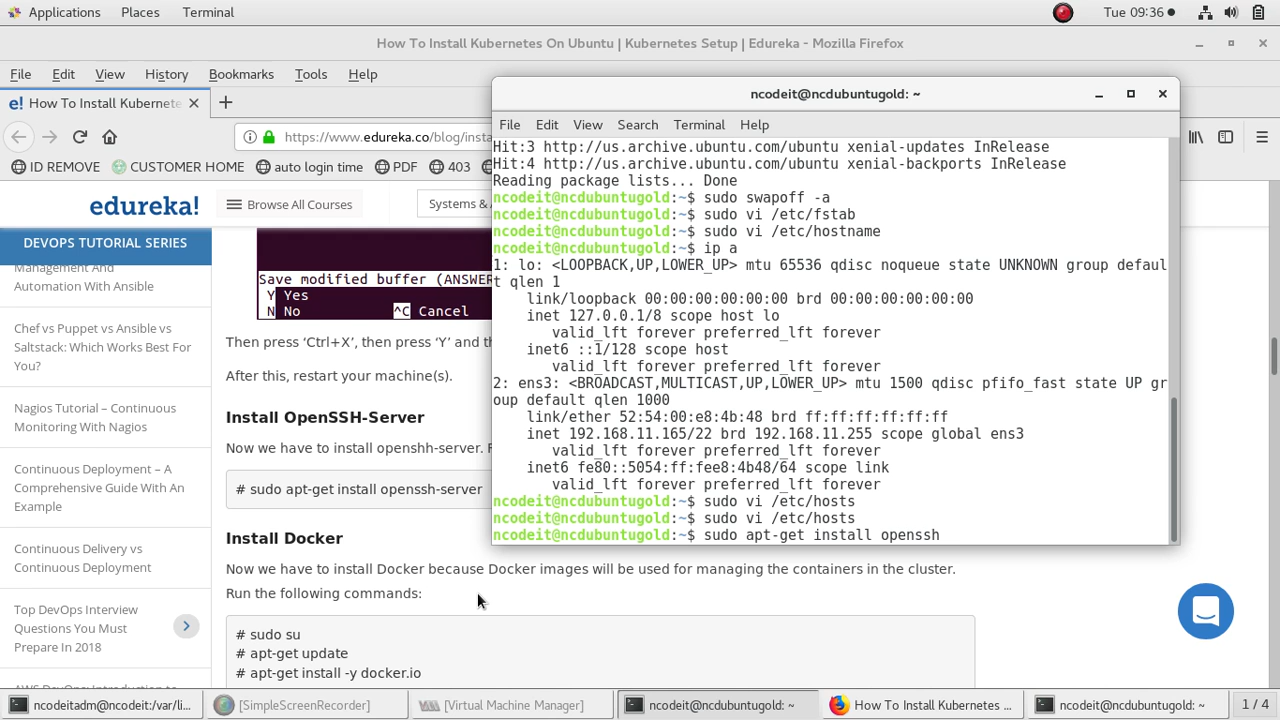 Applications Places Terminal Tue 09:36
How To Install Kubernetes On Ubuntu | Kubernetes Setup | Edureka - Mozilla Firefox
File Edit View History Bookmarks Tools Help
e! How To Install Kubernete
https://www.edureka.co/blog/insta
ID REMOVE CUSTOMER HOME auto login time PDF 403
edureka! Browse All Courses Systems &
DEVOPS TUTORIAL SERIES
Management And
Automation With Ansible
Chef vs Puppet vs Ansible vs
Saltstack: Which Works Best For
You?
Nagios Tutorial – Continuous
Monitoring With Nagios
Continuous Deployment – A
Comprehensive Guide With An
Example
Continuous Delivery vs
Continuous Deployment
Top DevOps Interview
Questions You Must
Prepare In 2018
AWS DevOps: Introduction to
Save modified buffer (ANSWER
Y Yes
N No ^C Cancel
Then press ‘Ctrl+X’, then press ‘Y’ and th
After this, restart your machine(s).
Install OpenSSH-Server
Now we have to install openshh-server. R
# sudo apt-get install openssh-server
Install Docker
Now we have to install Docker because Docker images will be used for managing the containers in the cluster.
Run the following commands:
# sudo su
# apt-get update
# apt-get install -y docker.io
ncodeit@ncdubuntugold: ~
File Edit View Search Terminal Help
Hit:3 http://us.archive.ubuntu.com/ubuntu xenial-updates InRelease
Hit:4 http://us.archive.ubuntu.com/ubuntu xenial-backports InRelease
Reading package lists... Done
ncodeit@ncdubuntugold:~$ sudo swapoff -a
ncodeit@ncdubuntugold:~$ sudo vi /etc/fstab
ncodeit@ncdubuntugold:~$ sudo vi /etc/hostname
ncodeit@ncdubuntugold:~$ ip a
1: lo: <LOOPBACK,UP,LOWER_UP> mtu 65536 qdisc noqueue state UNKNOWN group defaul
t qlen 1
link/loopback 00:00:00:00:00:00 brd 00:00:00:00:00:00
inet 127.0.0.1/8 scope host lo
valid_lft forever preferred_lft forever
inet6 ::1/128 scope host
valid_lft forever preferred_lft forever
2: ens3: <BROADCAST,MULTICAST,UP,LOWER_UP> mtu 1500 qdisc pfifo_fast state UP gr
oup default qlen 1000
link/ether 52:54:00:e8:4b:48 brd ff:ff:ff:ff:ff:ff
inet 192.168.11.165/22 brd 192.168.11.255 scope global ens3
valid_lft forever preferred_lft forever
inet6 fe80::5054:ff:fee8:4b48/64 scope link
valid_lft forever preferred_lft forever
ncodeit@ncdubuntugold:~$ sudo vi /etc/hosts
ncodeit@ncdubuntugold:~$ sudo vi /etc/hosts
ncodeit@ncdubuntugold:~$ sudo apt-get install openssh
ncodeitadm@ncodeit:/var/li... [SimpleScreenRecorder] [Virtual Machine Manager] ncodeit@ncdubuntugold: ~ How To Install Kubernetes ... ncodeit@ncdubuntugold: ~ 1 / 4